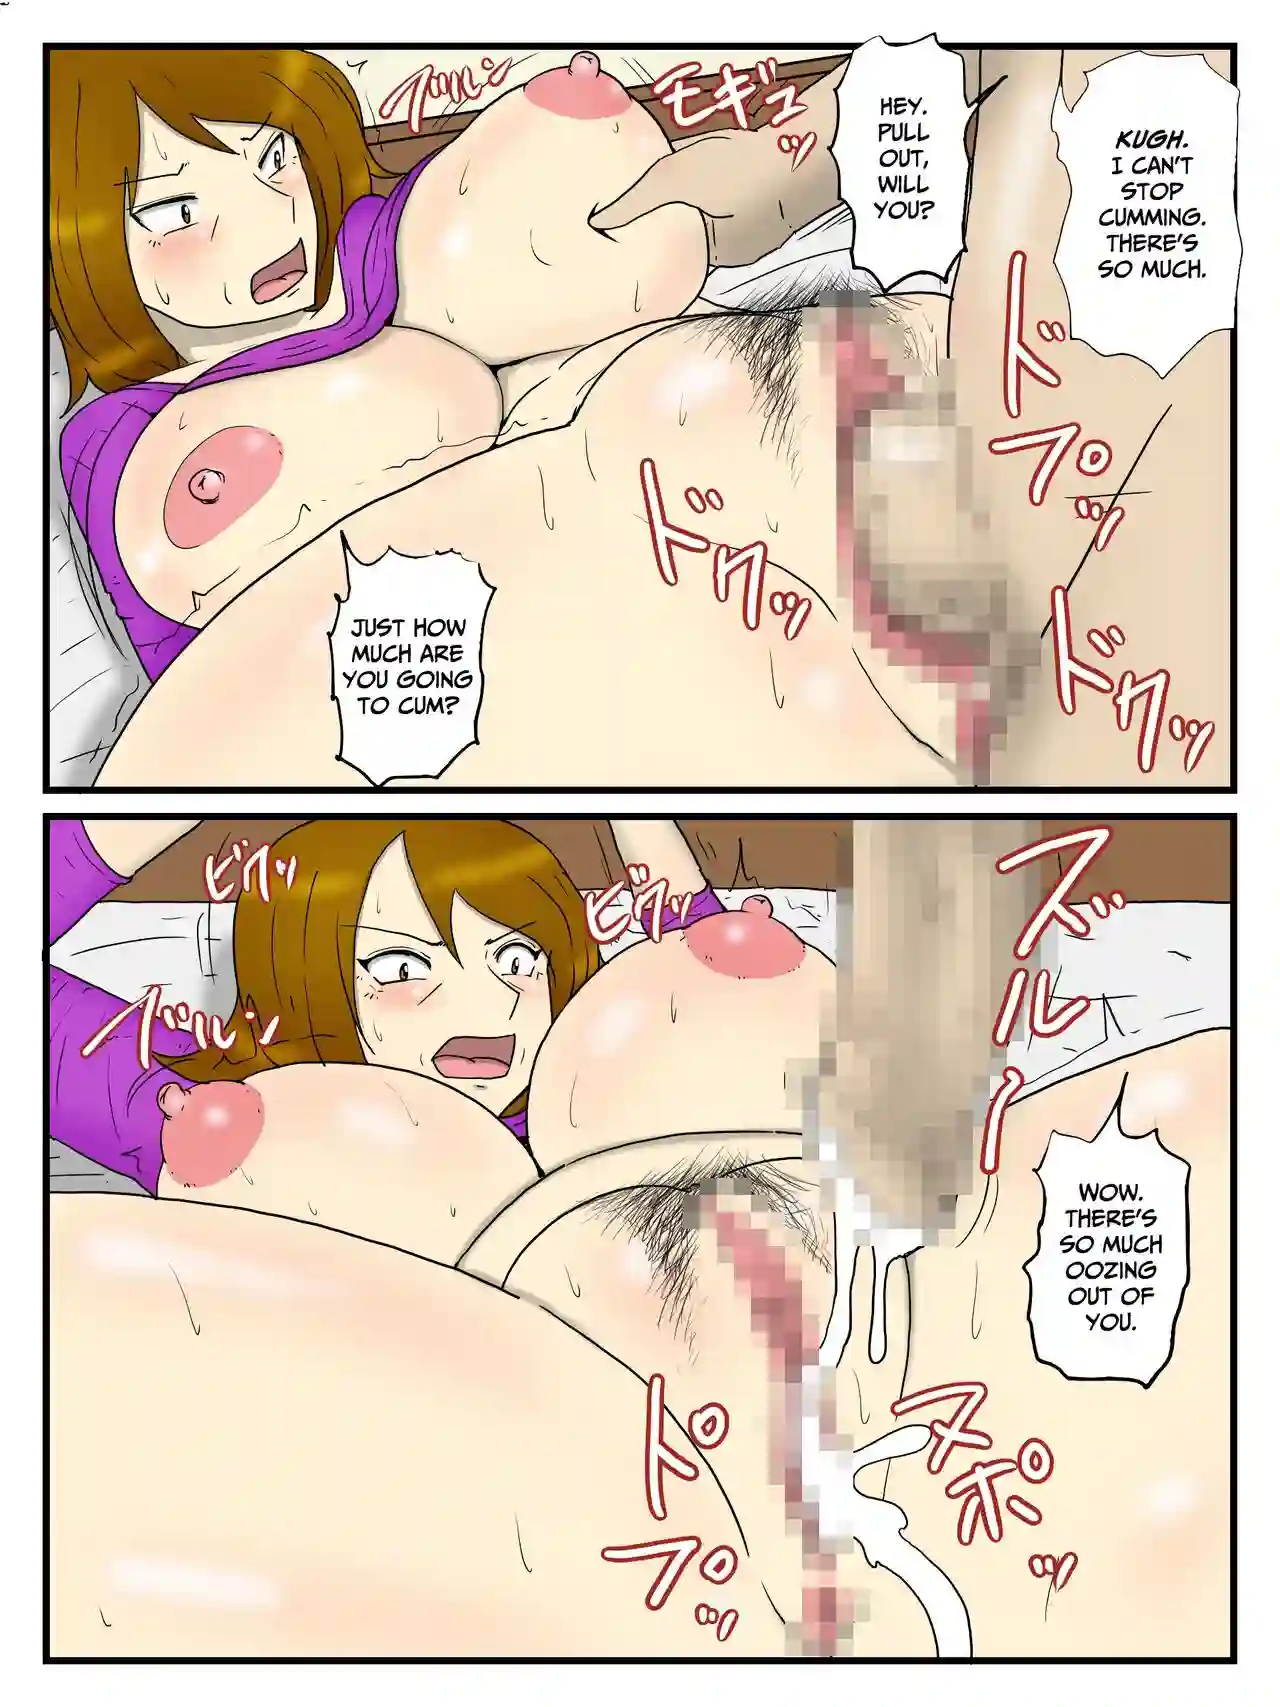 HEY.
PULL
OUT,
WILL
YOU?
KUGH.
I CAN'T
STOP
CUMMING.
THERE'S
SO MUCH.
ブルルン
モギュッ
ドプッ
ドクッ
ドクッ
JUST HOW
MUCH ARE
YOU GOING
TO CUM?
ビクッ
ビクッ
ブルルン
ズルー
WOW.
THERE'S
SO MUCH
OOZING
OUT OF
YOU.
ドプッ
ヌポンッ